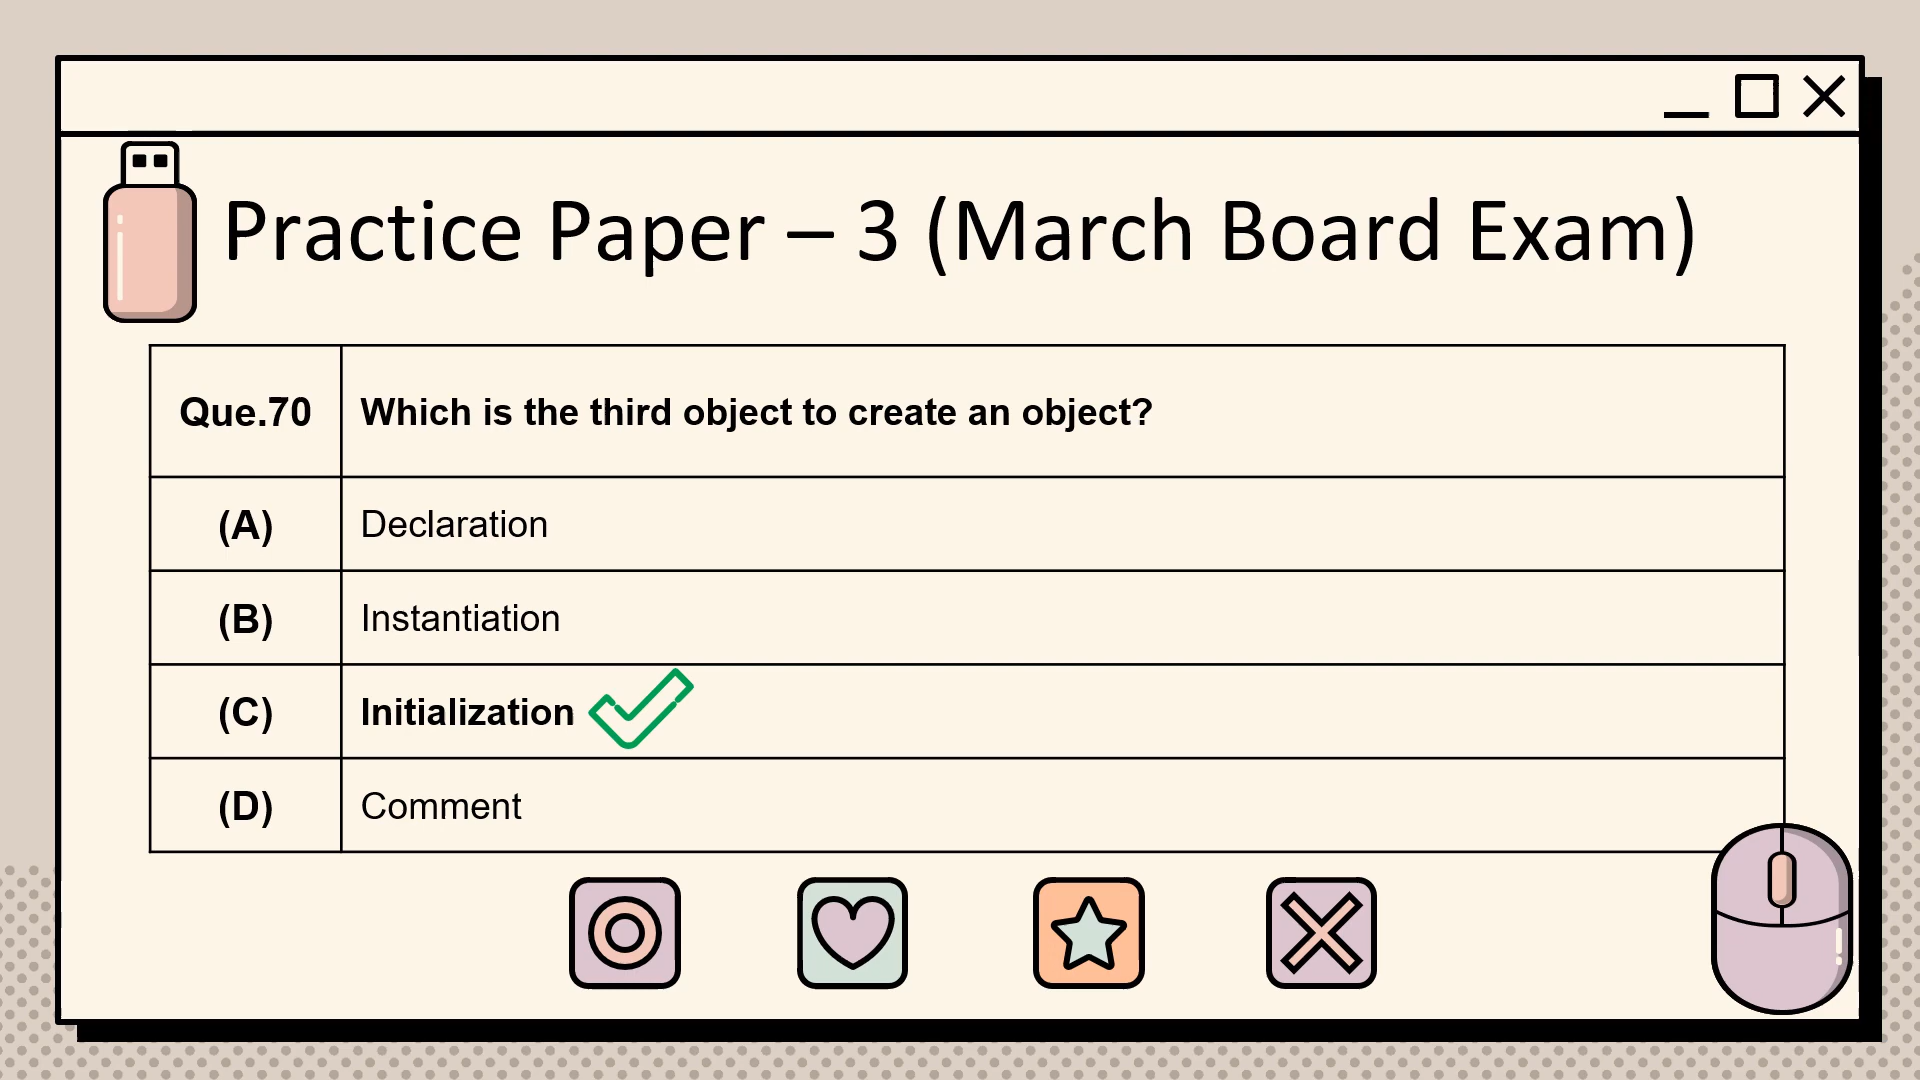 Practice Paper – 3 (March Board Exam)
Que.70 Which is the third object to create an object?
(A) Declaration
(B) Instantiation
(C) Initialization
(D) Comment